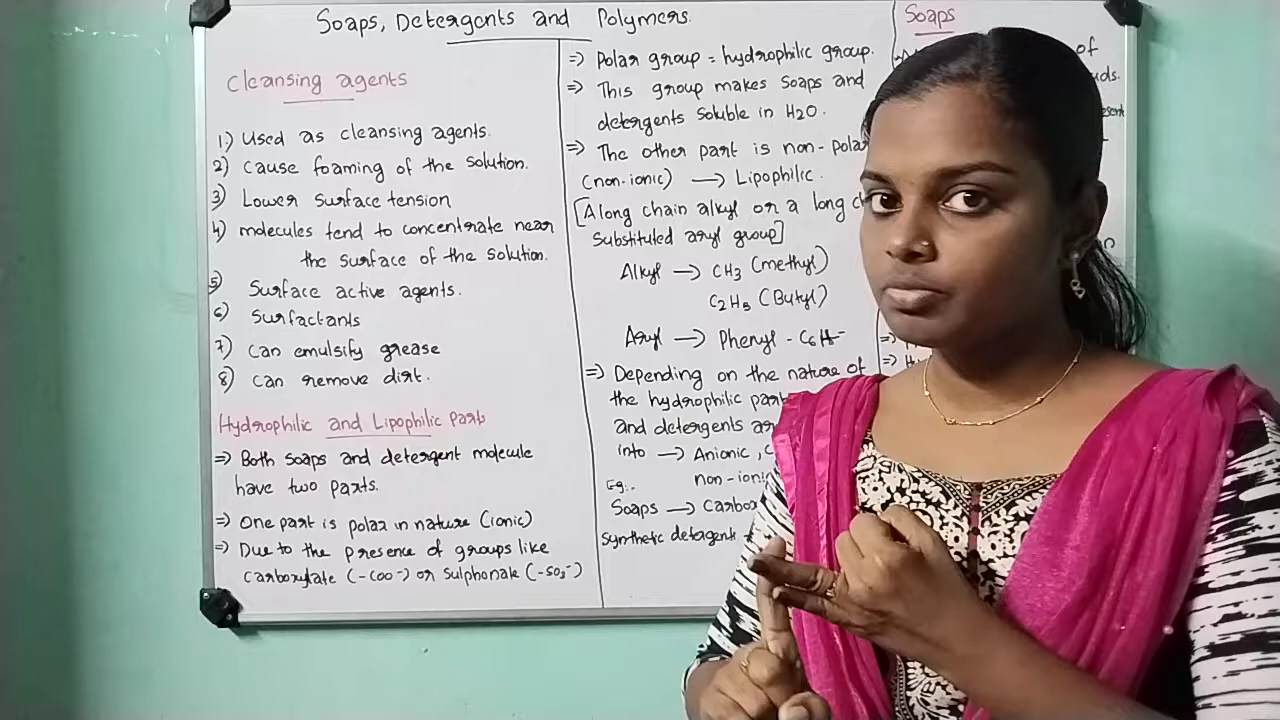 Soaps, Detergents and Polymers.
Cleansing agents
1) Used as cleansing agents.
2) Cause foaming of the solution.
3) Lower surface tension
4) molecules tend to concentrate near
the surface of the solution.
5) Surface active agents.
6) Surfactants
7) Can emulsify grease
8) Can remove dirt.
Hydrophilic and Lipophilic Parts
=> Both soaps and detergent molecule
have two parts.
=> One part is polar in nature (ionic)
=> Due to the presence of groups like
carboxylate (-COO-) or Sulphonate (-SO3-)
=> Polar group = hydrophilic group.
=> This group makes soaps and
detergents soluble in H2O.
=> The other part is non-polar
(non-ionic) → Lipophilic.
[A long chain alkyl or a long
substituted aryl group]
Alkyl → CH3 (methyl)
C2H5 (Butyl)
Aryl → Phenyl - C6H
=> Depending on the nature of
the hydrophilic part
and detergents
into → Anionic,
non-ionic
Eg:-
Soaps → Carbox
Synthetic detergent
Soaps
of
=>
=>